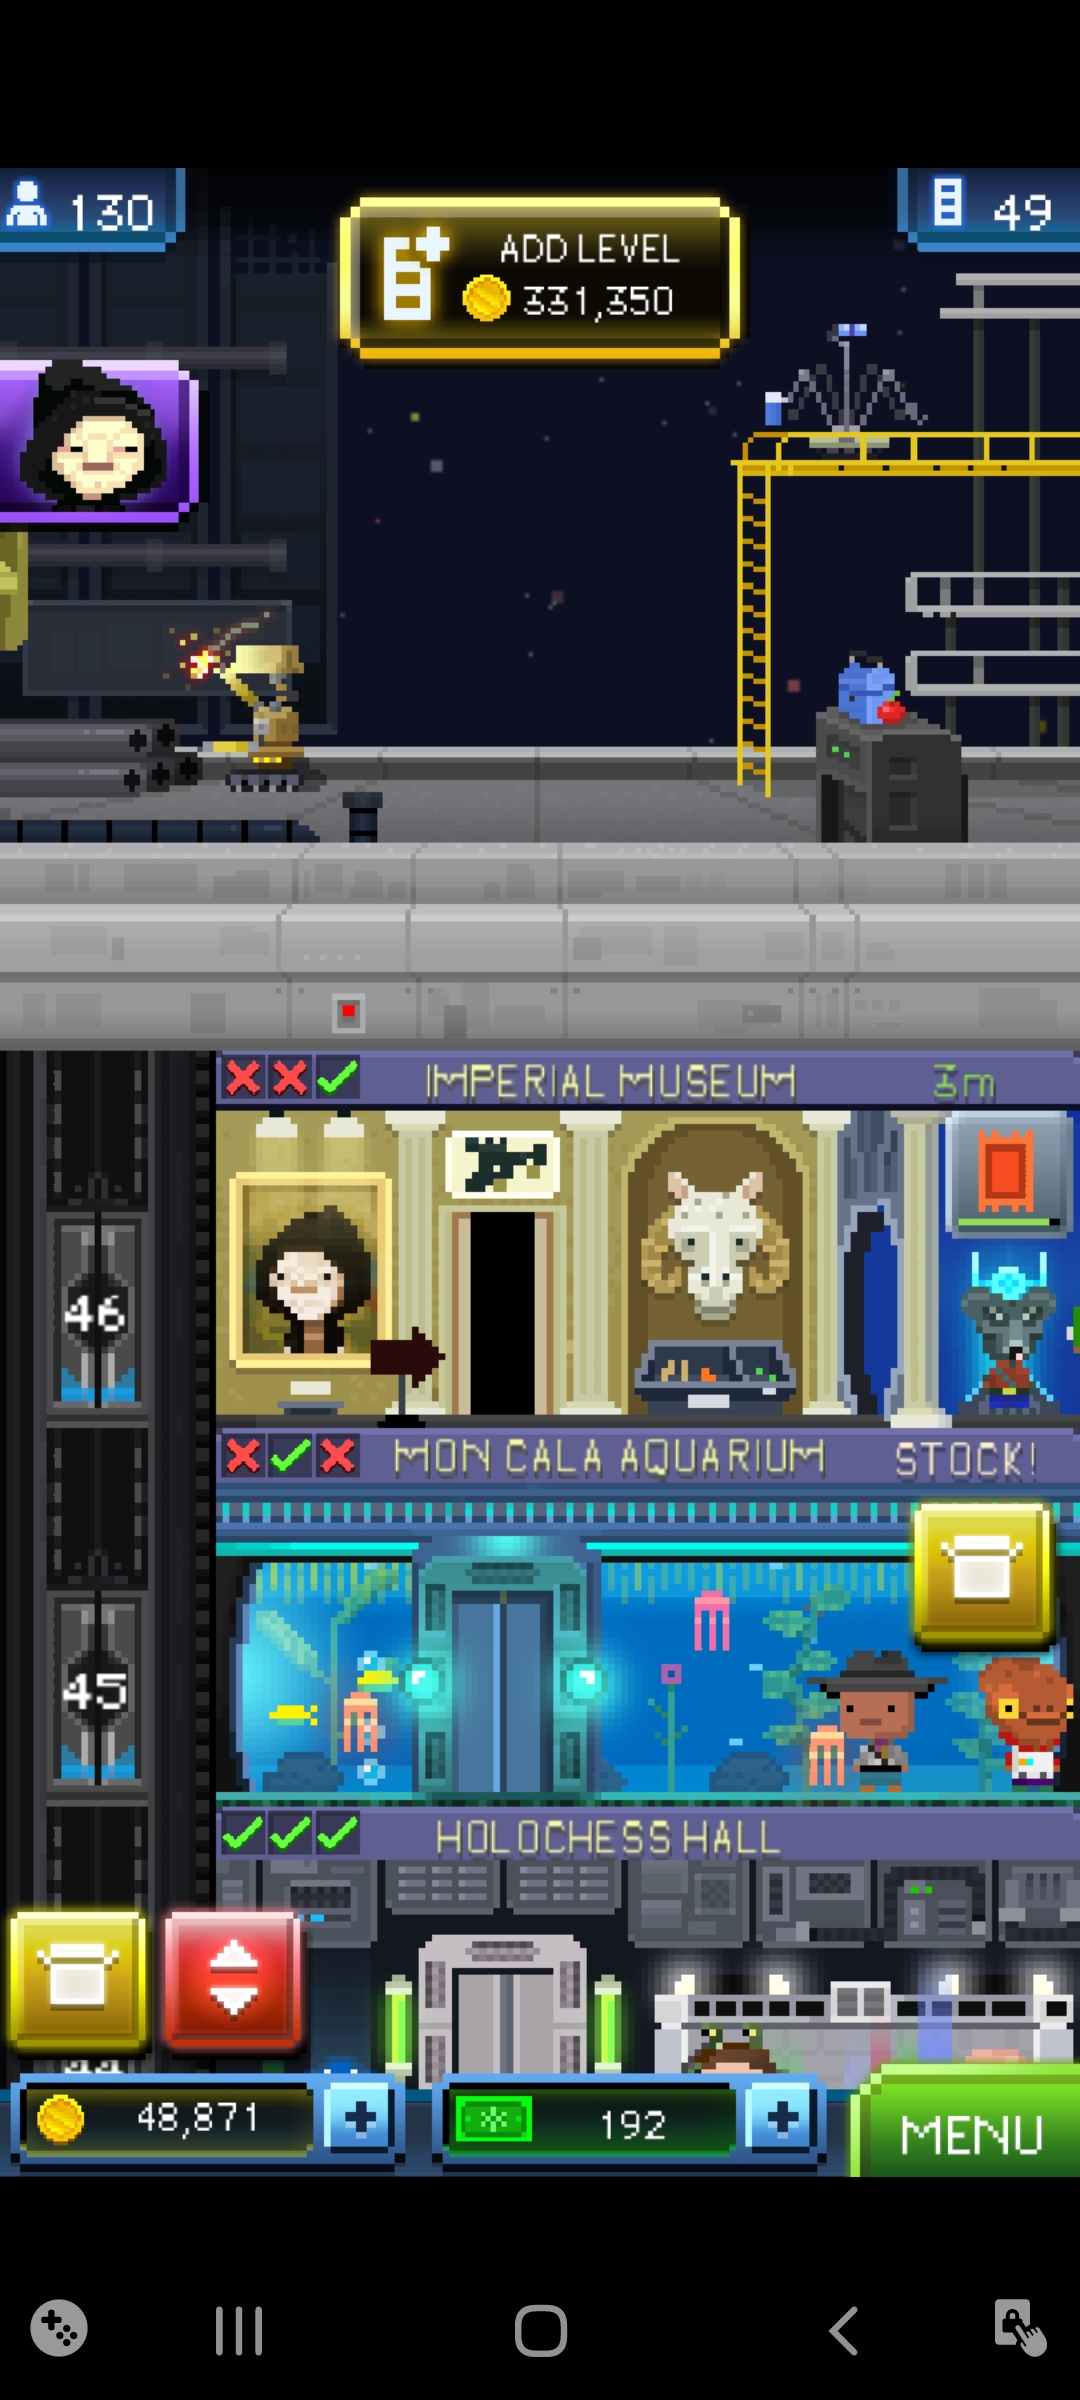 130
ADD LEVEL
331,350
49
IMPERIAL MUSEUM 3m
46
MON CALA AQUARIUM STOCK!
45
HOLOCHESS HALL
44
48,871
192
MENU